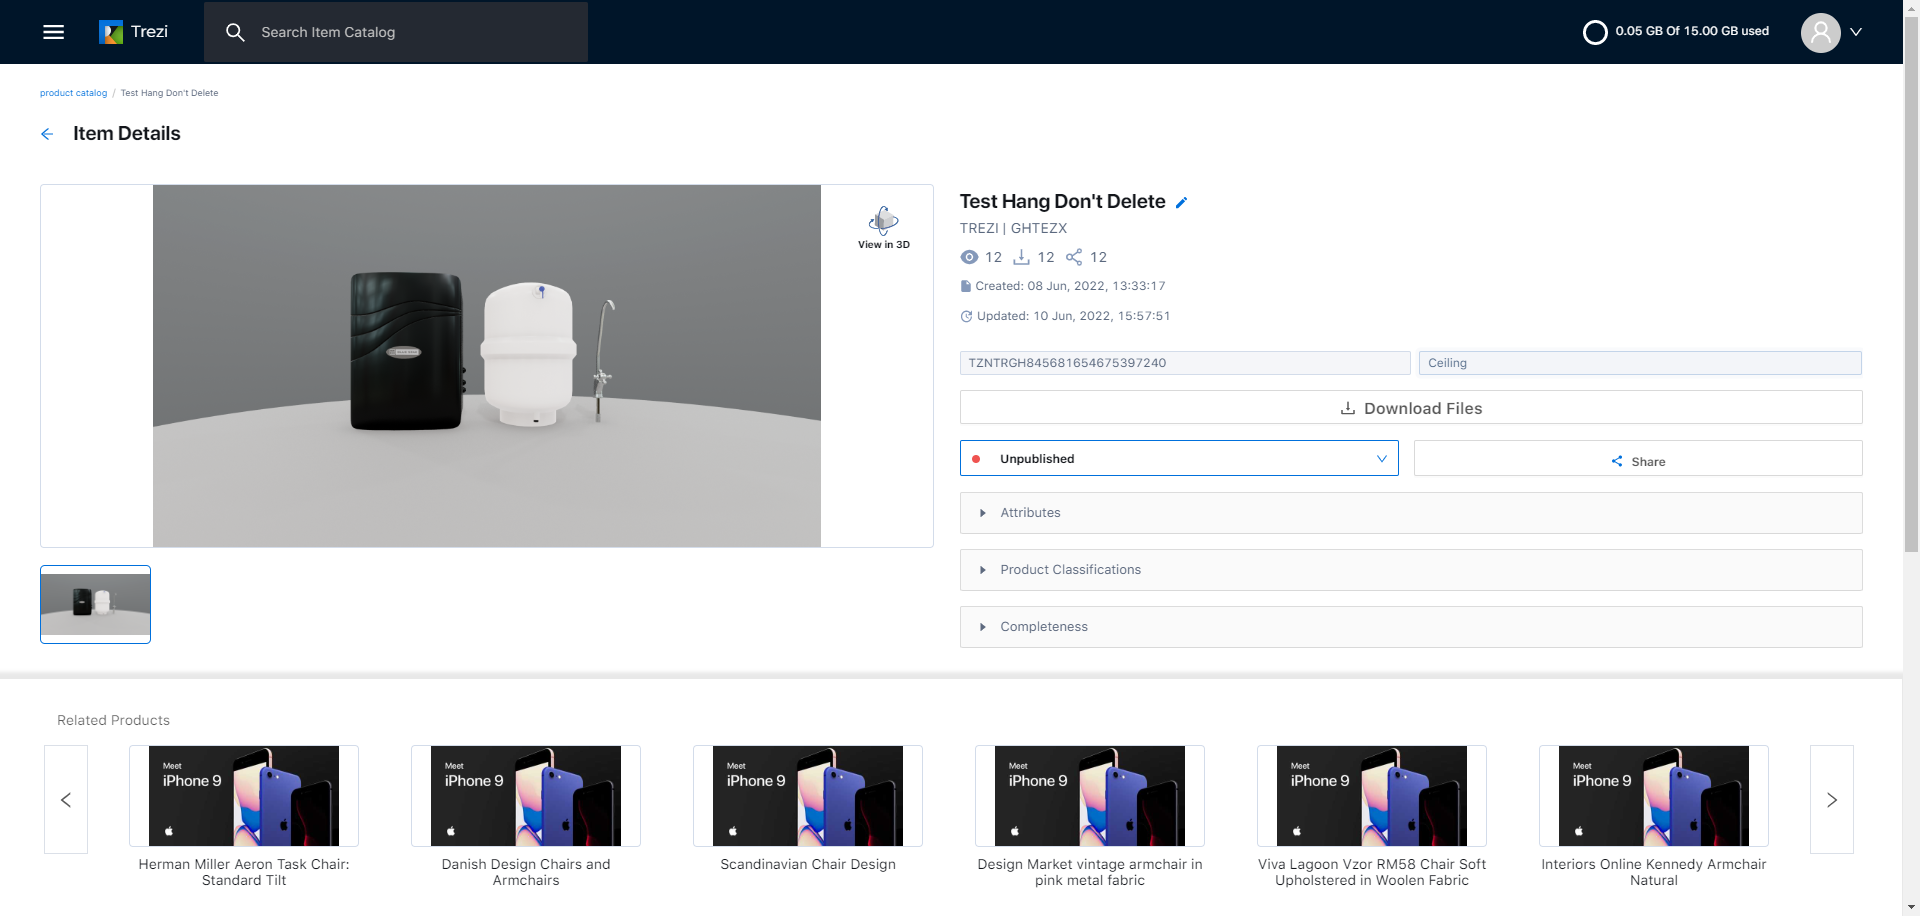 Trezi
Search Item Catalog
0.05 GB Of 15.00 GB used
product catalog / Test Hang Don't Delete
Item Details
View in 3D
Test Hang Don't Delete
TREZI | GHTEZX
12 12 12
Created: 08 Jun, 2022, 13:33:17
Updated: 10 Jun, 2022, 15:57:51
TZNTRGH845681654675397240
Ceiling
Download Files
Unpublished
Share
Attributes
Product Classifications
Completeness
Related Products
Meet
iPhone 9
Herman Miller Aeron Task Chair:
Standard Tilt
Meet
iPhone 9
Danish Design Chairs and
Armchairs
Meet
iPhone 9
Scandinavian Chair Design
Meet
iPhone 9
Design Market vintage armchair in
pink metal fabric
Meet
iPhone 9
Viva Lagoon Vzor RM58 Chair Soft
Upholstered in Woolen Fabric
Meet
iPhone 9
Interiors Online Kennedy Armchair
Natural